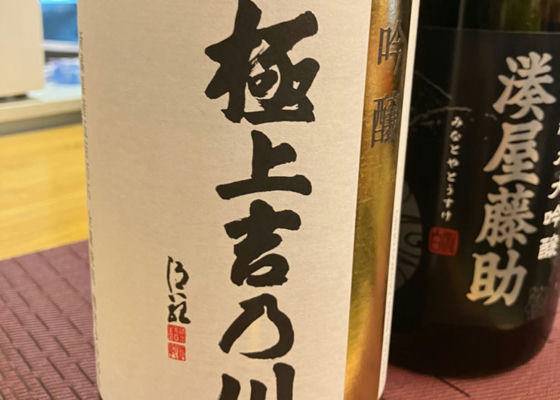 極上吉乃川
吟醸
湊屋藤助
みなとやとうすけ
吟醸